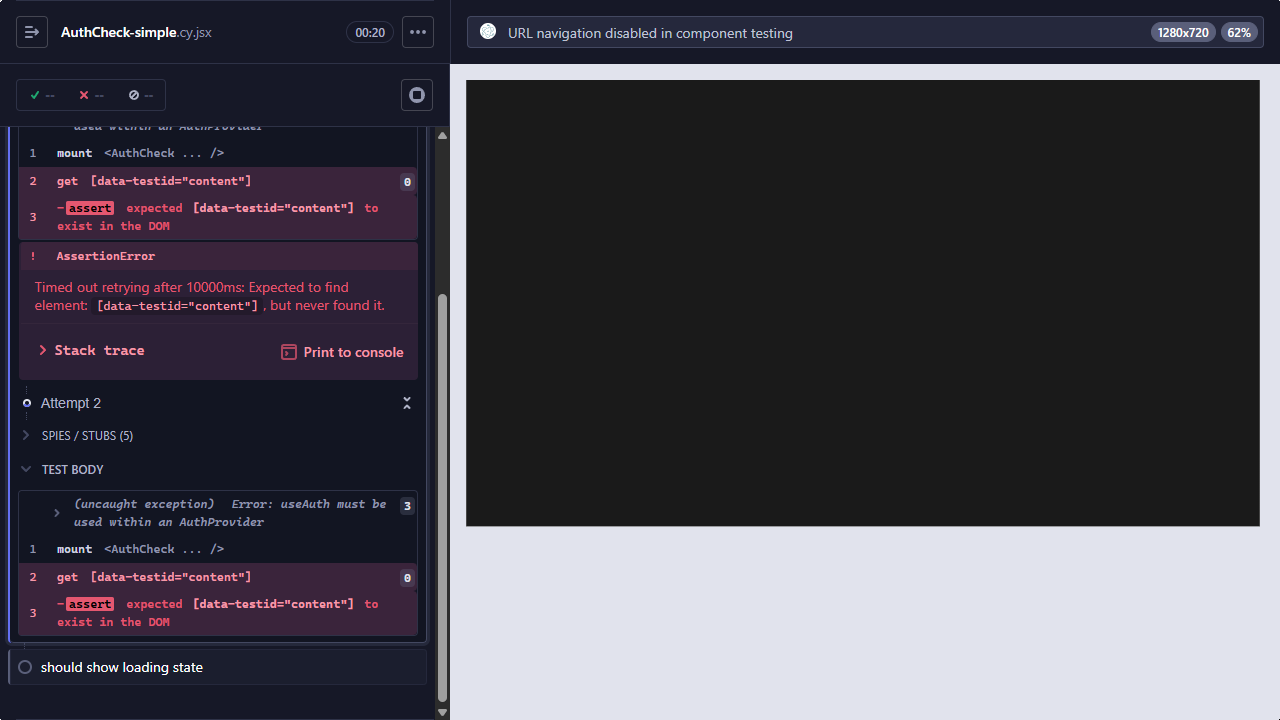 AuthCheck-simple.cy.jsx
00:20
URL navigation disabled in component testing
1280x720
62%
--
--
--
used within an AuthProvider
1 mount <AuthCheck ... />
2 get [data-testid="content"] 0
3 -assert expected [data-testid="content"] to
exist in the DOM
! AssertionError
Timed out retrying after 10000ms: Expected to find
element: [data-testid="content"], but never found it.
Stack trace
Print to console
Attempt 2
SPIES / STUBS (5)
TEST BODY
(uncaught exception) Error: useAuth must be 3
used within an AuthProvider
1 mount <AuthCheck ... />
2 get [data-testid="content"] 0
3 -assert expected [data-testid="content"] to
exist in the DOM
should show loading state